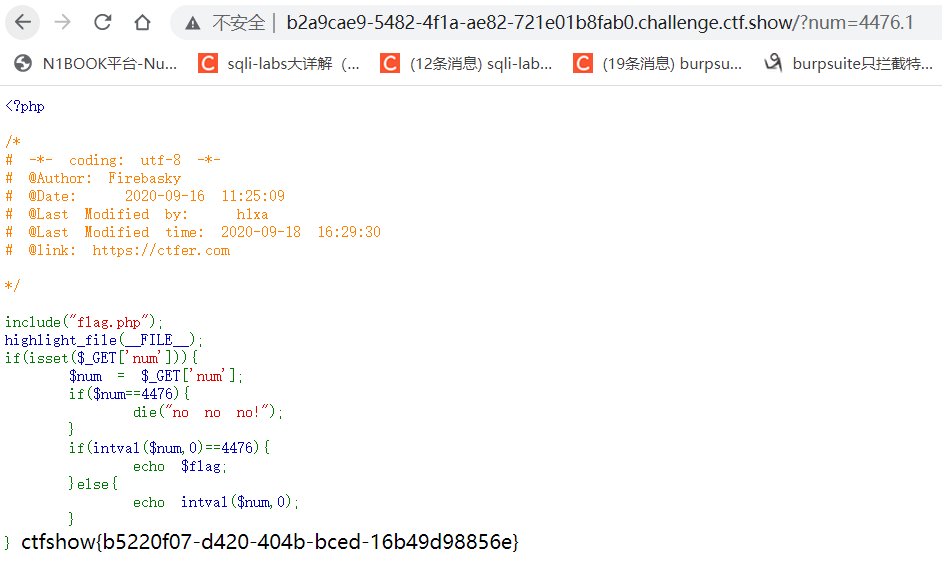 不安全 | b2a9cae9-5482-4f1a-ae82-721e01b8fab0.challenge.ctf.show/?num=4476.1
N1BOOK平台-Nu... sqli-labs大详解（... (12条消息) sqli-lab... (19条消息) burpsu... burpsuite只拦截特...
<?php
/*
# -*- coding: utf-8 -*-
# @Author: Firebasky
# @Date:   2020-09-16 11:25:09
# @Last Modified by:   h1xa
# @Last Modified time: 2020-09-18 16:29:30
# @link: https://ctfer.com
*/
include("flag.php");
highlight_file(__FILE__);
if(isset($_GET['num'])){
    $num = $_GET['num'];
    if($num==4476){
        die("no no no!");
    }
    if(intval($num,0)==4476){
        echo $flag;
    }else{
        echo intval($num,0);
    }
} ctfshow{b5220f07-d420-404b-bced-16b49d98856e}